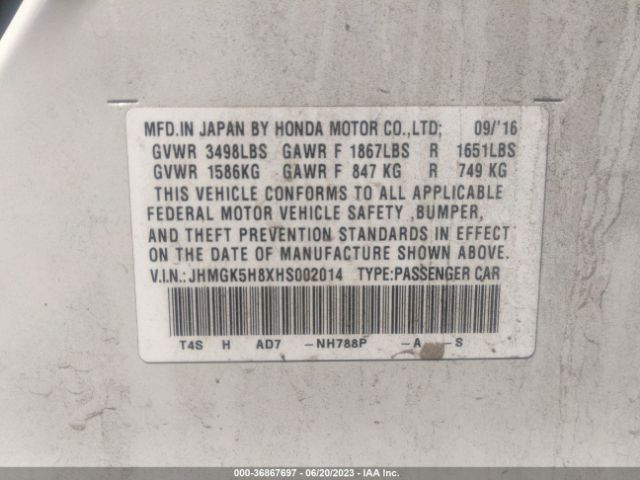 MFD.IN JAPAN BY HONDA MOTOR CO.,LTD; 09/'16
GVWR 3498LBS GAWR F 1867LBS R 1651LBS
GVWR 1586KG GAWR F 847 KG R 749 KG
THIS VEHICLE CONFORMS TO ALL APPLICABLE
FEDERAL MOTOR VEHICLE SAFETY ,BUMPER,
AND THEFT PREVENTION STANDARDS IN EFFECT
ON THE DATE OF MANUFACTURE SHOWN ABOVE.
V.I.N.:JHMGK5H8XHS002014 TYPE:PASSENGER CAR
T4S H AD7 -NH788P -A -S
36867697 - 06/20/2023 - IAA Inc.